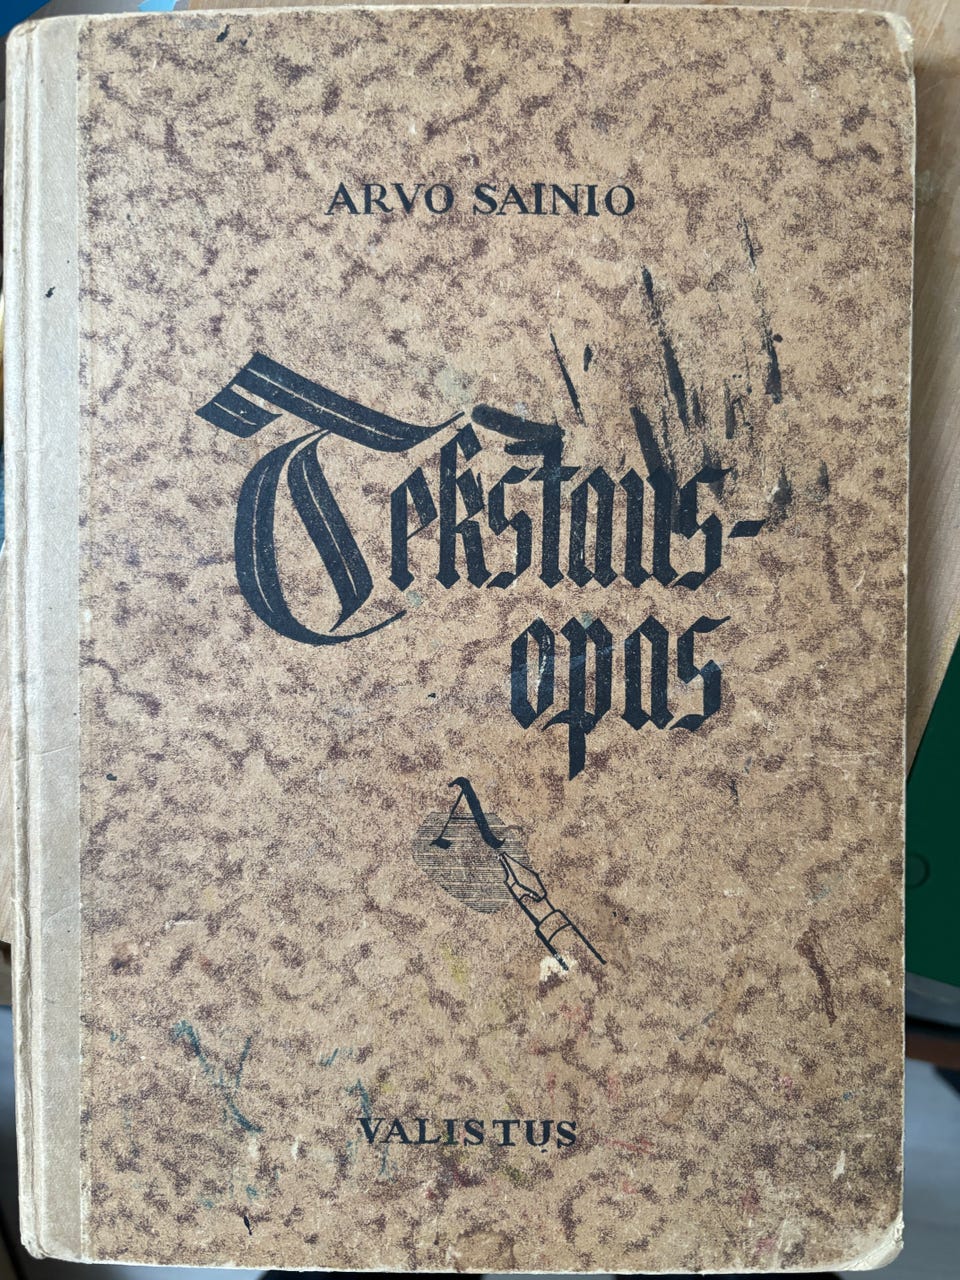 ARVO SAINIO
Tekstaus-
opas
A
VALISTUS